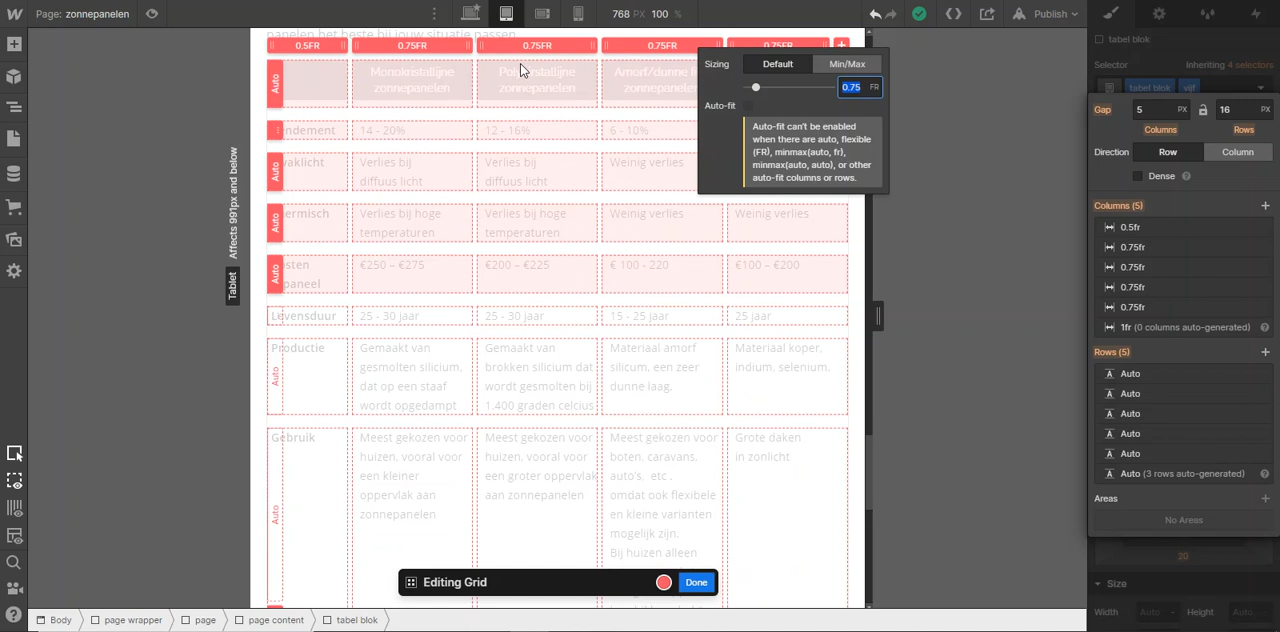 Page: zonnepanelen
768 PX 100 %
Publish
panelen het beste bij jouw situatie passen
0.5FR
0.75FR
0.75FR
0.75FR
0.75FR
Auto
Monokristallijne
zonnepanelen
zonnepanelen
Amorf/dunne
zonnepanelen
endement
14 - 20%
12 - 16%
6 - 10%
Auto
waklicht
Verlies bij
diffuus licht
Verlies bij
diffuus licht
Weinig verlies
Auto
ermisch
Verlies bij hoge
temperaturen
Verlies bij hoge
temperaturen
Weinig verlies
Weinig verlies
Auto
sten
paneel
€250 – €275
€200 – €225
€ 100 - 220
€100 – €200
Levensduur
25 - 30 jaar
25 - 30 jaar
15 - 25 jaar
25 jaar
Auto
Productie
Gemaakt van
gesmolten silicium,
dat op een staaf
wordt opgedampt
Gemaakt van
brokken silicium dat
wordt gesmolten bij
1.400 graden celcius
Materiaal amorf
silicum, een zeer
dunne laag.
Materiaal koper,
indium, selenium.
Auto
Gebruik
Meest gekozen voor
huizen, vooral voor
een kleiner
oppervlak aan
zonnepanelen
Meest gekozen voor
huizen, vooral voor
een groter oppervlak
aan zonnepanelen
Meest gekozen voor
boten, caravans,
auto's, etc.
omdat ook flexibele
en kleine varianten
mogelijk zijn.
Bij huizen alleen
Grote daken
in zonlicht
Affects 991px and below
Tablet
Sizing
Default
Min/Max
0.75 FR
Auto-fit
Auto-fit can't be enabled
when there are auto, flexible
(FR), minmax(auto, fr),
minmax(auto, auto), or other
auto-fit columns or rows.
Editing Grid
Done
Body
page wrapper
page
page content
tabel blok
tabel blok
Selector
Inheriting 4 selectors
tabel blok
vijf
Gap
5 PX
16 PX
Columns
Rows
Direction
Row
Column
Dense
Columns (5)
0.5fr
0.75fr
0.75fr
0.75fr
0.75fr
1fr (0 columns auto-generated)
Rows (5)
Auto
Auto
Auto
Auto
Auto
Auto (3 rows auto-generated)
Areas
No Areas
20
Size
Width
Auto
Height
Auto